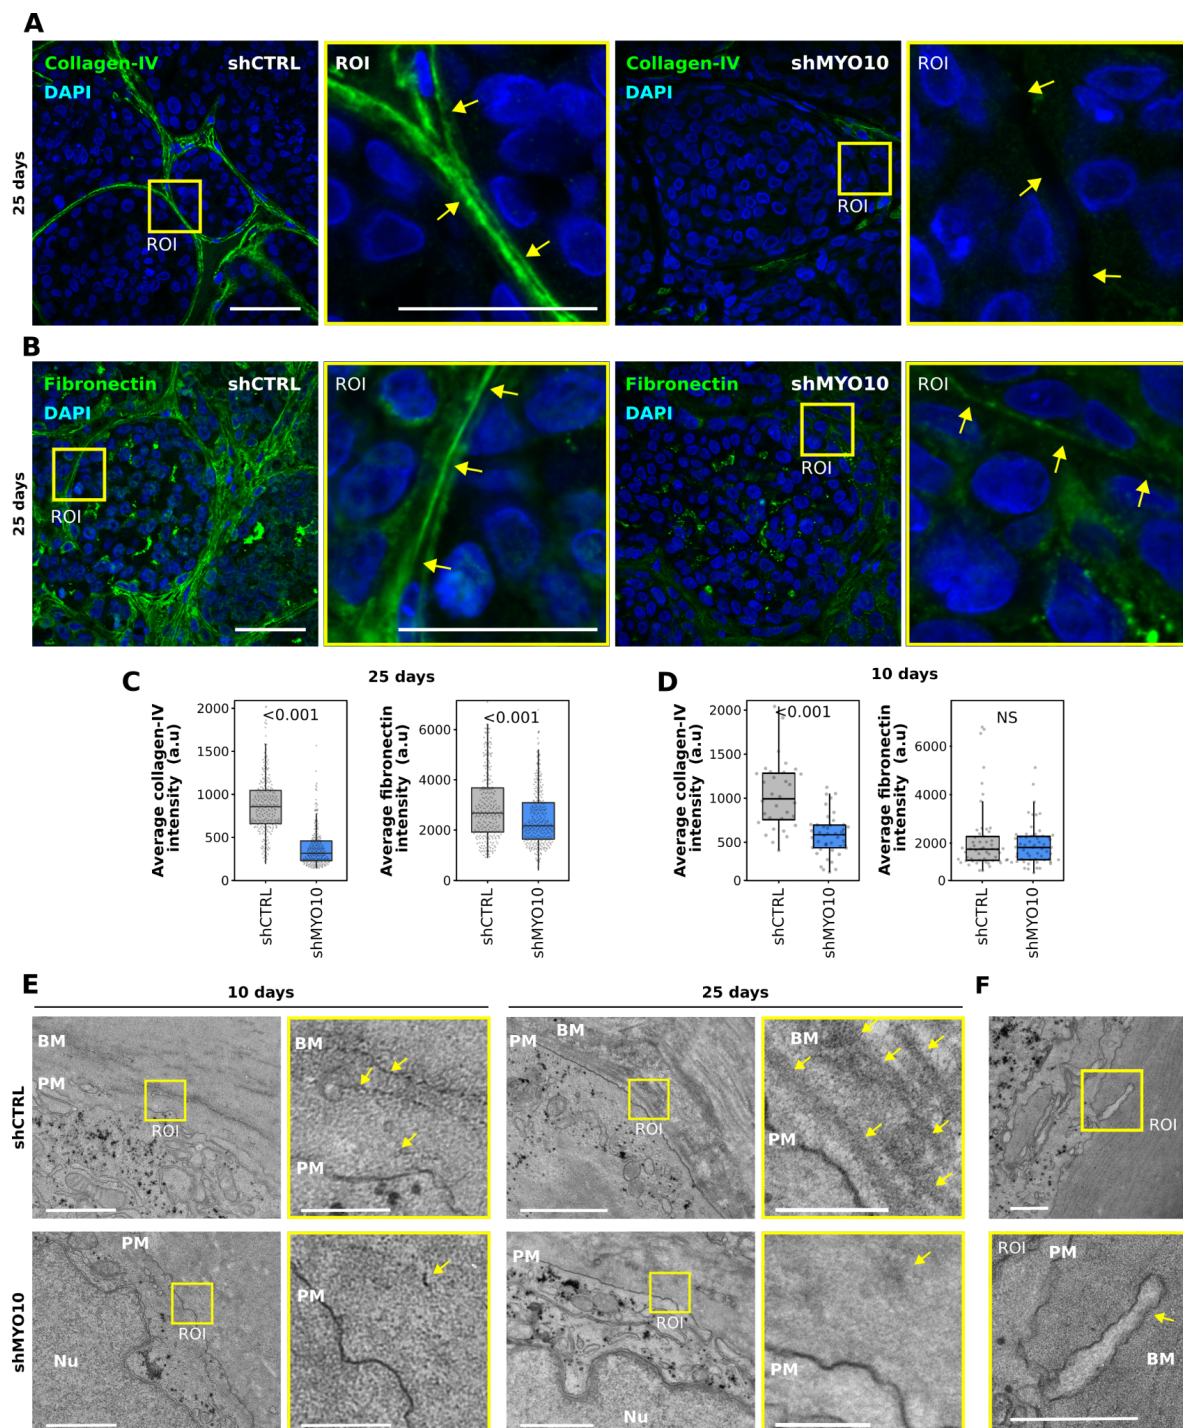 A
Collagen-IV shCTRL
DAPI
ROI
ROI
Collagen-IV shMYO10
DAPI
ROI
ROI
25 days
B
Fibronectin shCTRL
DAPI
ROI
ROI
Fibronectin shMYO10
DAPI
ROI
ROI
25 days
C
25 days
Average collagen-IV
intensity (a.u)
2000
1500
1000
500
0
<0.001
shCTRL
shMYO10
Average fibronectin
intensity (a.u)
6000
4000
2000
0
<0.001
shCTRL
shMYO10
D
10 days
Average collagen-IV
intensity (a.u)
2000
1500
1000
500
0
<0.001
shCTRL
shMYO10
Average fibronectin
intensity (a.u)
6000
4000
2000
0
NS
shCTRL
shMYO10
E
10 days
25 days
shCTRL
BM
PM
ROI
BM
PM
PM
BM
ROI
BM
PM
shMYO10
PM
ROI
Nu
PM
ROI
Nu
PM
F
ROI
ROI
PM
BM